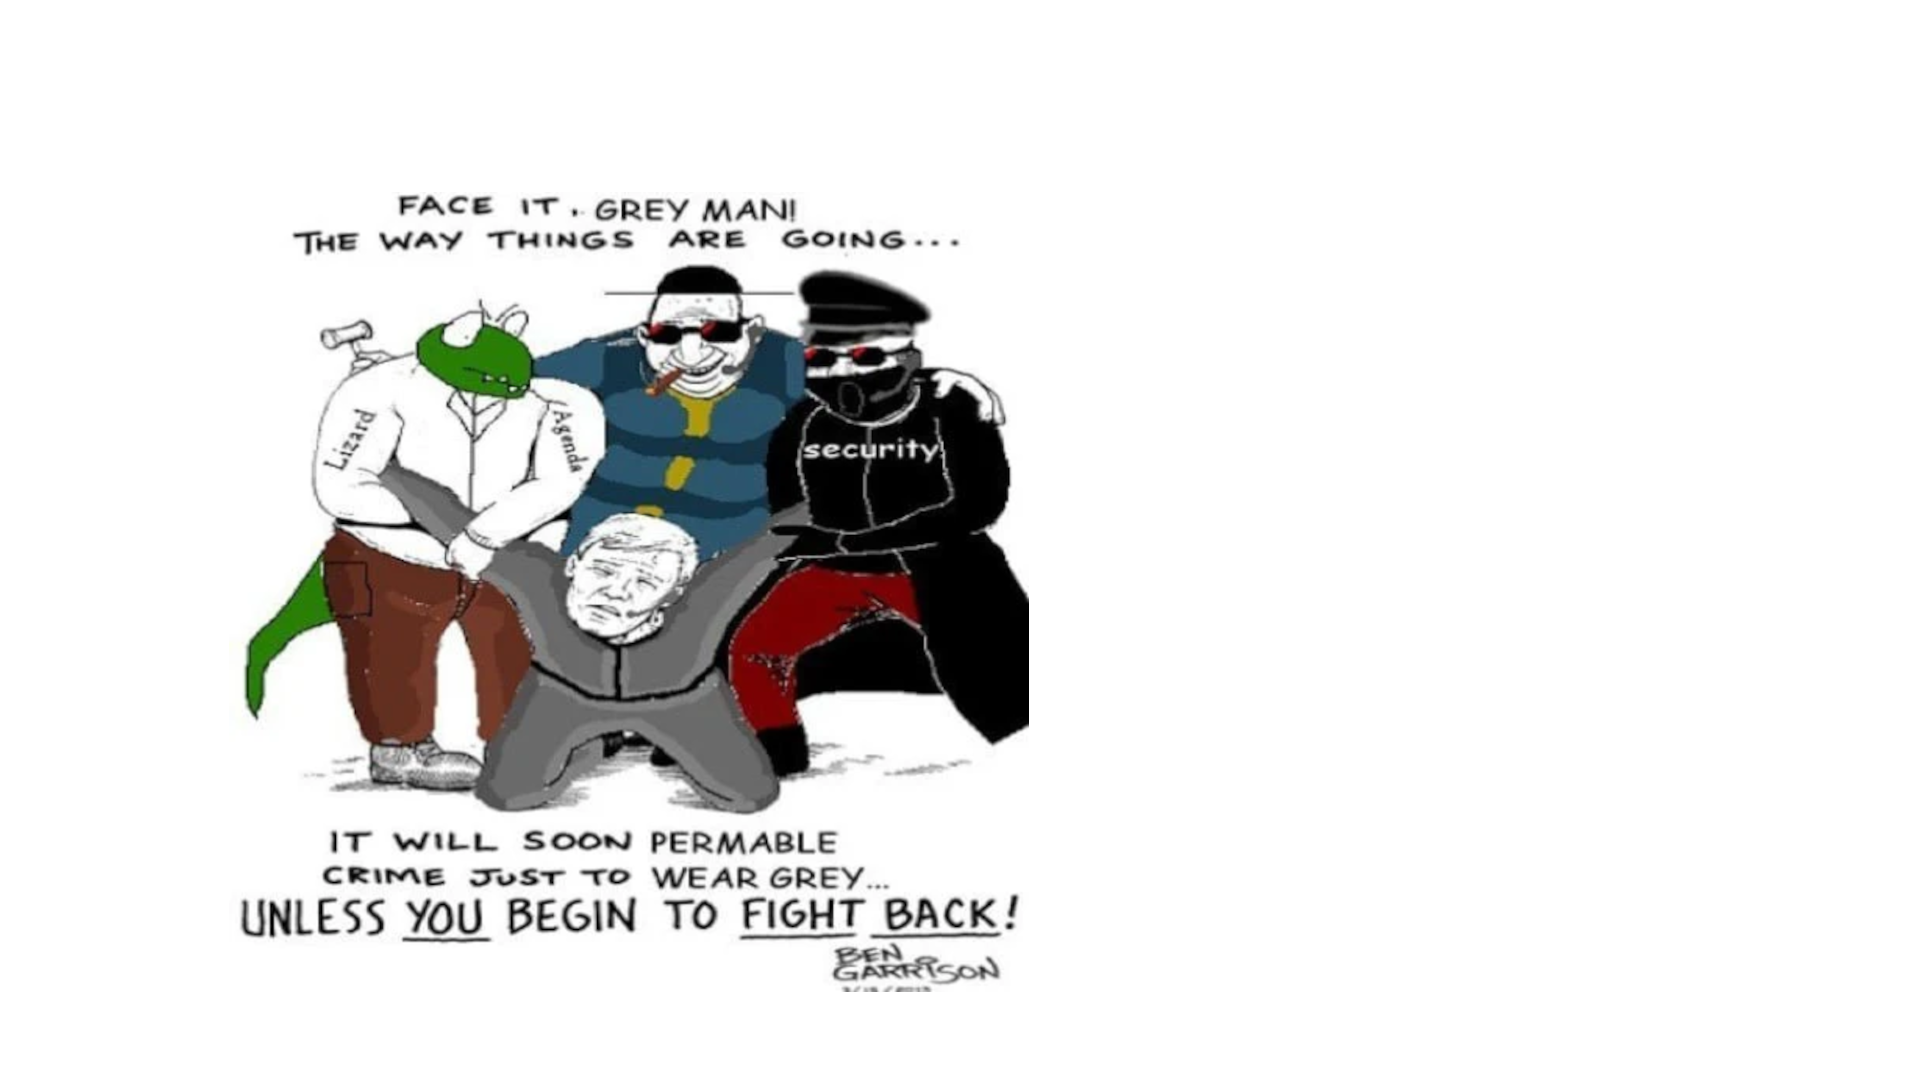 FACE IT, GREY MAN!
THE WAY THINGS ARE GOING...
Lizard
Agenda
security
IT WILL SOON PERMABLE
CRIME JUST TO WEAR GREY...
UNLESS YOU BEGIN TO FIGHT BACK!
BEN
GARRISON